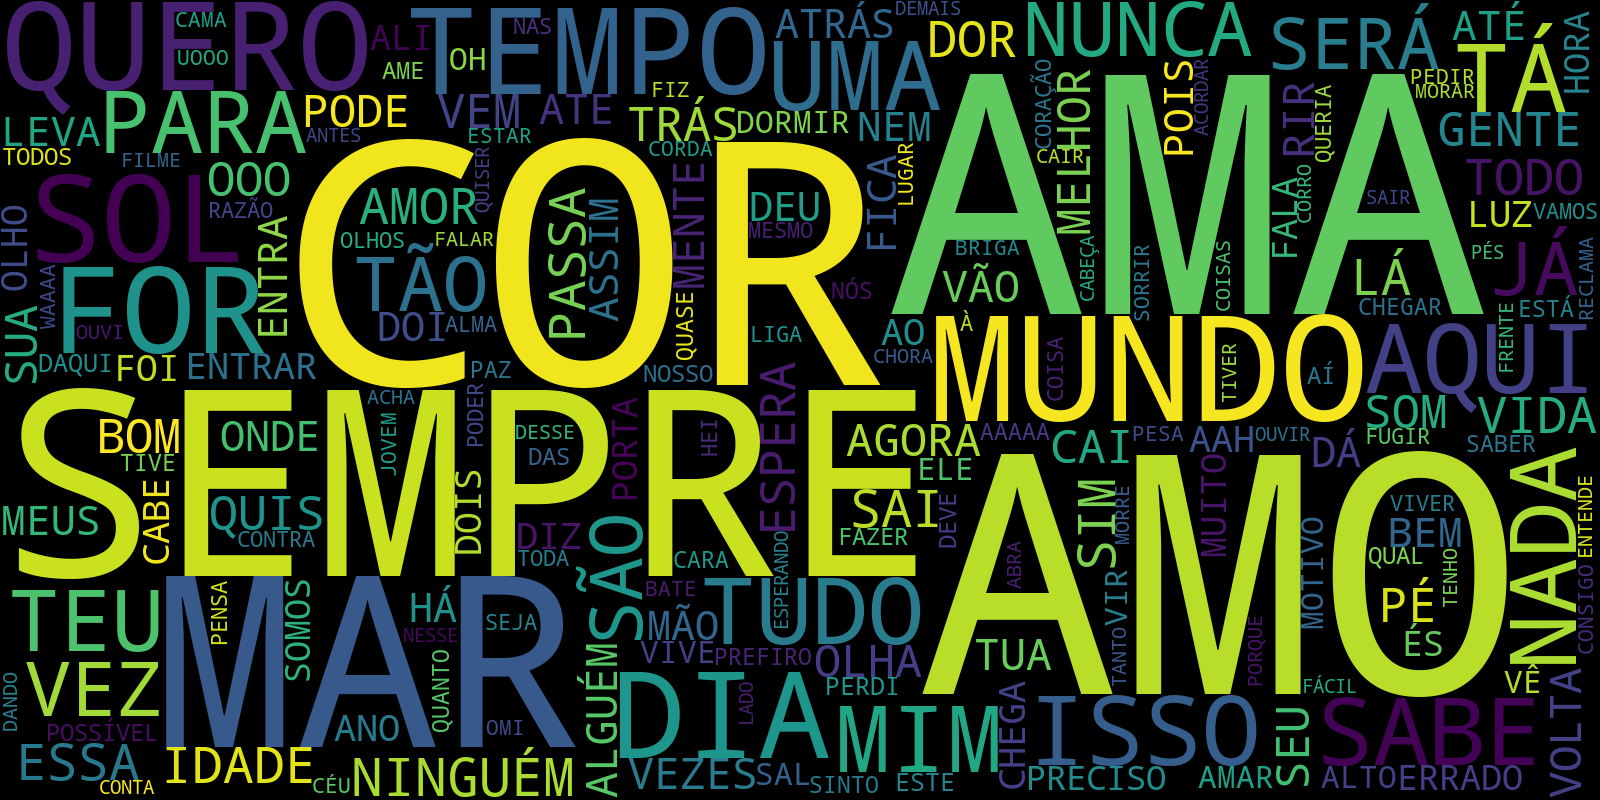 QUERO
CAMA
UOOO
ALI
AME
OH
NAS
TEMPO
ATRÁS
DEMAIS
UMA
DOR
NUNCA
SERÁ
ATÉ
TÁ
HORA
LEVA
PARA
PODE
ANTES
VEM
ATE
ESTAR
FIZ
TRÁS
DORMIR
NEM
CORAÇÃO
MELHOR
POIS
ACORDAR
RIR
QUERIA
PEDIR
MORAR
GENTE
TODOS
FILME
SOL
OOO
RAZÃO
COR
AMOR
OLHOS
FALAR
QUISER
PASSA
ASSIM
CORDA
MENTE
DEU
MESMO
FICA
LUGAR
AMA
CAIR
FALA
CORRO
TODO
SAIR
LUZ
VAMOS
OLHO
SUA
WAAAA
FOR
OUVI
ENTRA
TÃO
DOI
ALMA
QUASE
NÓS
LIGA
BRIGA
VÃO
CABEÇA
SORRIR
COISAS
LÁ
CHEGAR
PÉS
JÁ
ESTÁ
RECLAMA
DAQUI
FOI
ENTRAR
PAZ
NOSSO
AO
CHORA
À
MUNDO
COISA
TIVER
AÍ
AQUI
FRENTE
SEMPRE
BOM
TIVE
ONDE
ACHA
JOVEM
PODER
DESSE
DAS
PORTA
HEI
ESPERA
AGORA
AAAAA
ELE
CAI
PESA
AAH
OUVIR
DÁ
SOM
FUGIR
VIDA
SABER
MEUS
CABE
QUIS
CONTRA
DOIS
DIZ
TODA
SÃO
CARA
SAI
FAZER
DEVE
AMO
ABRA
SIM
MORRE
MUITO
MOTIVO
VIVER
BEM
QUAL
TENHO
NADA
ENTENDE
TEU
PENSA
MAR
SOMOS
HÁ
NESSE
SEJA
BATE
ESPERANDO
MÃO
TUDO
VIVE
PREFIRO
OLHA
TUA
TANTO
VIR
PORQUE
PÉ
ÉS
CONSIGO
DANDO
VEZ
POSSÍVEL
ANO
QUANTO
OMI
ALGUÉM
DIA
LADO
PERDI
MIM
CHEGA
ISSO
FÁCIL
VÊ
SEU
SABE
VOLTA
ESSA
CONTA
IDADE
CÉU
NINGUÉM
VEZES
SAL
SINTO
ESTE
PRECISO
AMAR
ALTO
ERRADO